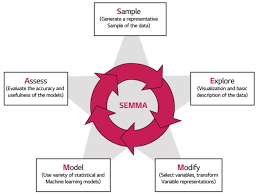 Sample
(Generate a representative
Sample of the data)
Assess
(Evaluate the accuracy and
usefulness of the models)
Explore
(Visualization and basic
description of the data)
SEMMA
Model
(Use variety of statistical and
Machine learning models)
Modify
(Select variables, transform
Variable representations)